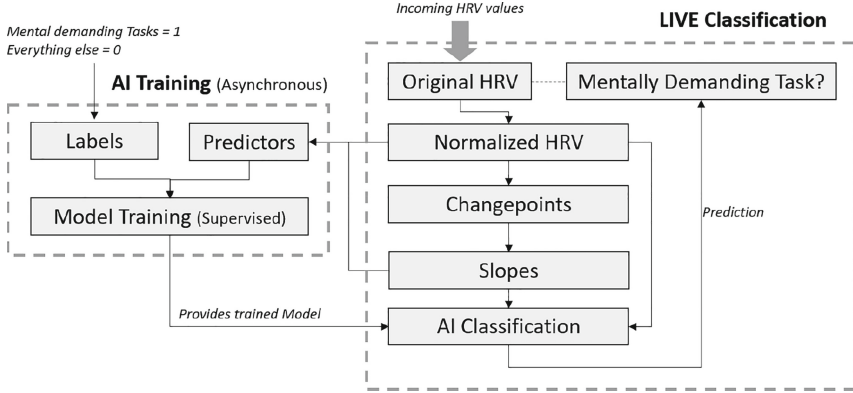 Incoming HRV values
LIVE Classification
Mental demanding Tasks = 1
Everything else = 0
AI Training (Asynchronous)
Original HRV
Mentally Demanding Task?
Labels
Predictors
Normalized HRV
Model Training (Supervised)
Changepoints
Prediction
Slopes
Provides trained Model
AI Classification